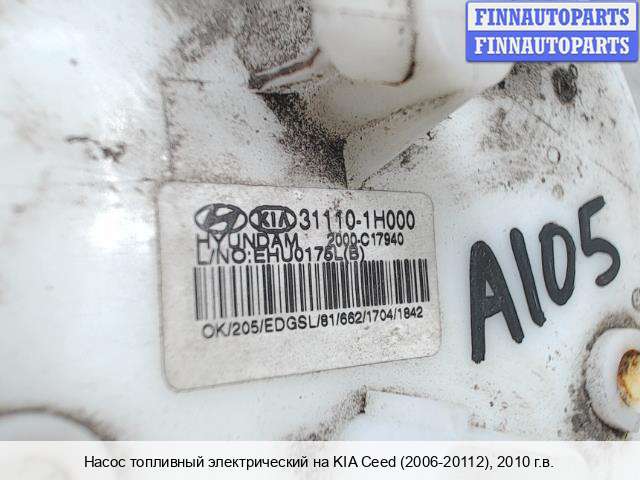 FINNAUTOPARTS
FINNAUTOPARTS
KIA 31110-1H000
HYUNDAM 2000-C17940
L/NO:EHU0175L(B)
OK/205/EDGSL/81/662/1704/1842
A105
Насос топливный электрический на KIA Ceed (2006-20112), 2010 г.в.